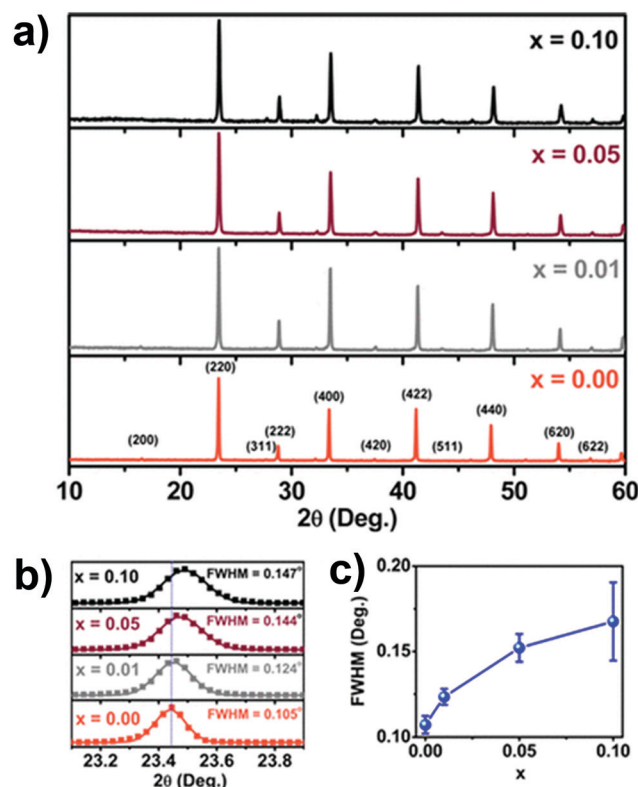 a)
x = 0.10
x = 0.05
x = 0.01
x = 0.00
(220)
(400)
(422)
(440)
(222)
(620)
(200)
(311)
(420)
(511)
(622)
10 20 30 40 50 60
2θ (Deg.)
b)
x = 0.10 FWHM = 0.147°
x = 0.05 FWHM = 0.144°
x = 0.01 FWHM = 0.124°
x = 0.00 FWHM = 0.105°
23.2 23.4 23.6 23.8
2θ (Deg.)
c)
FWHM (Deg.)
0.20
0.15
0.10
0.00 0.05 0.10
x